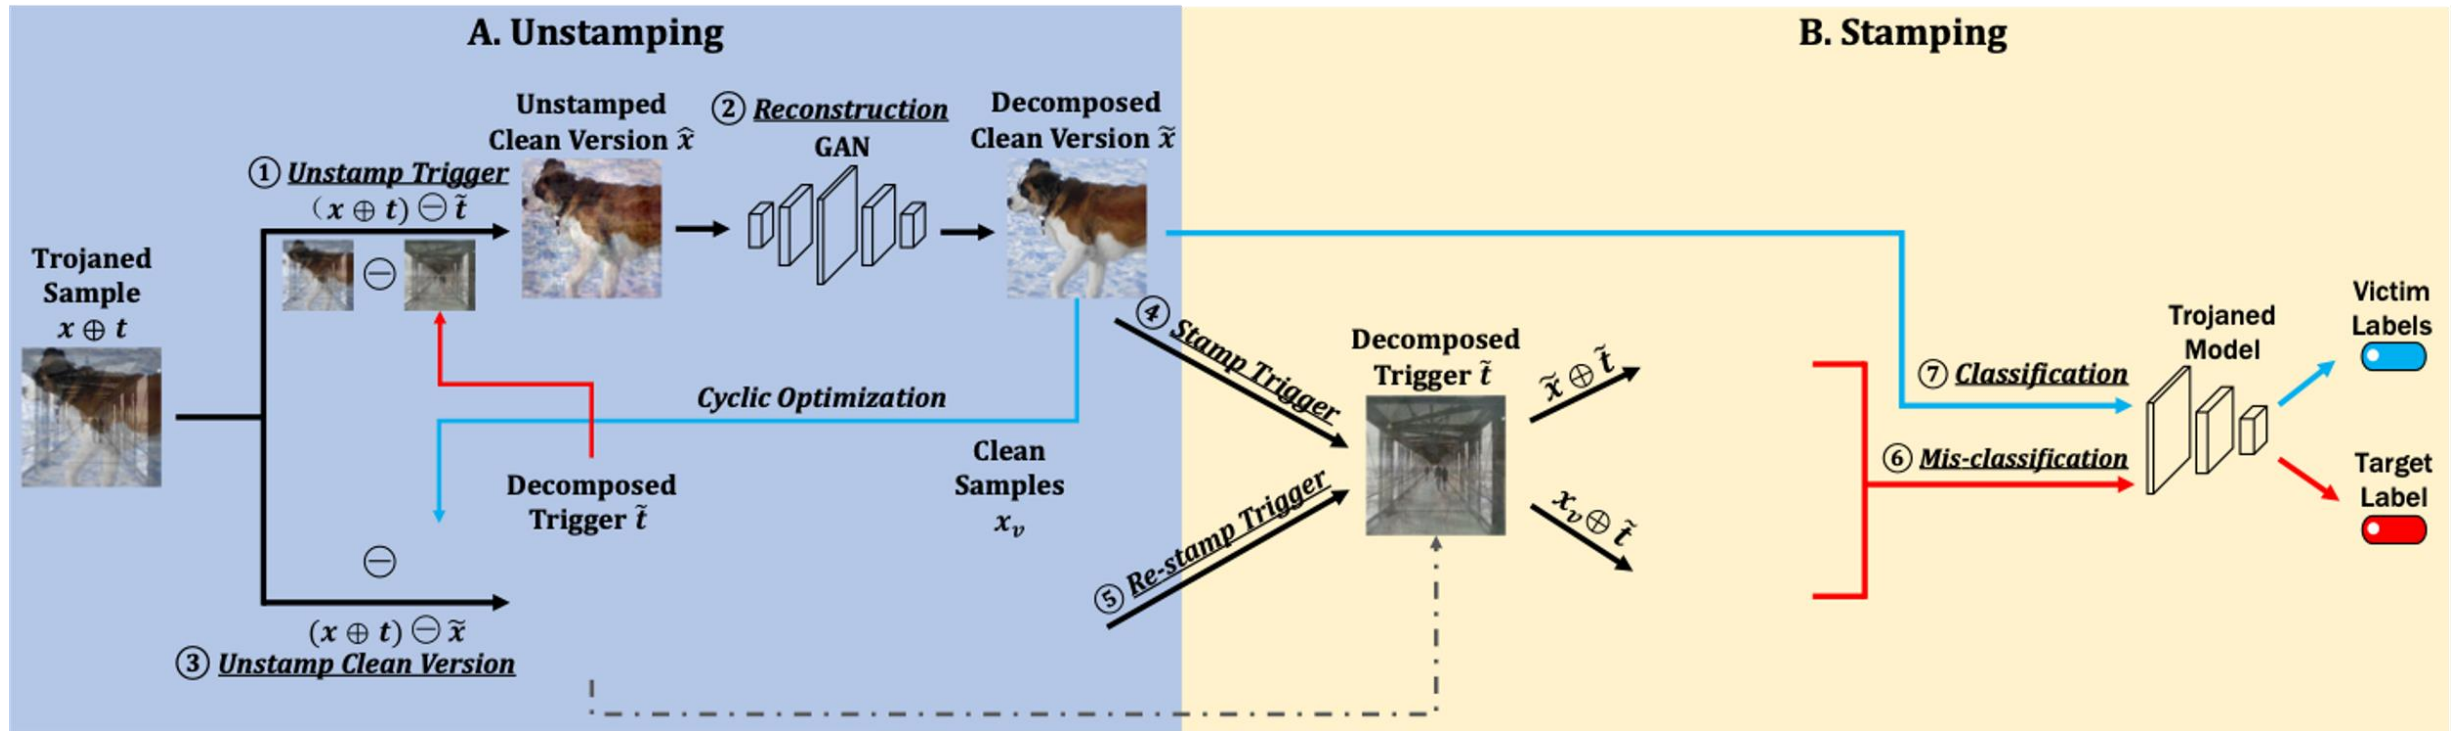 A. Unstamping
B. Stamping
Unstamped
Clean Version x̂
② Reconstruction
GAN
Decomposed
Clean Version x̃
① Unstamp Trigger
(x ⊕ t) ⊖ t̃
Trojaned
Sample
x ⊕ t
⊖
Cyclic Optimization
Decomposed
Trigger t̃
Clean
Samples
xᵥ
⊖
(x ⊕ t) ⊖ x̃
③ Unstamp Clean Version
④ Stamp Trigger
⑤ Re-stamp Trigger
Decomposed
Trigger t̃
x̃ ⊕ t̃
xᵥ ⊕ t̃
⑦ Classification
⑥ Mis-classification
Trojaned
Model
Victim
Labels
Target
Label